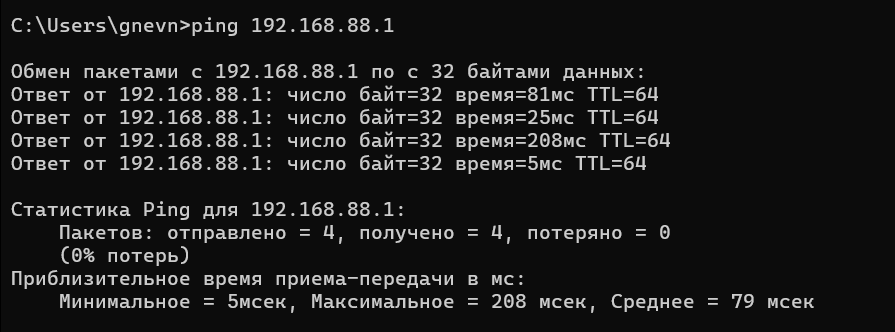 C:\Users\gnevn>ping 192.168.88.1
Обмен пакетами с 192.168.88.1 по с 32 байтами данных:
Ответ от 192.168.88.1: число байт=32 время=81мс TTL=64
Ответ от 192.168.88.1: число байт=32 время=25мс TTL=64
Ответ от 192.168.88.1: число байт=32 время=208мс TTL=64
Ответ от 192.168.88.1: число байт=32 время=5мс TTL=64
Статистика Ping для 192.168.88.1:
    Пакетов: отправлено = 4, получено = 4, потеряно = 0
    (0% потерь)
Приблизительное время приема-передачи в мс:
    Минимальное = 5мсек, Максимальное = 208 мсек, Среднее = 79 мсек